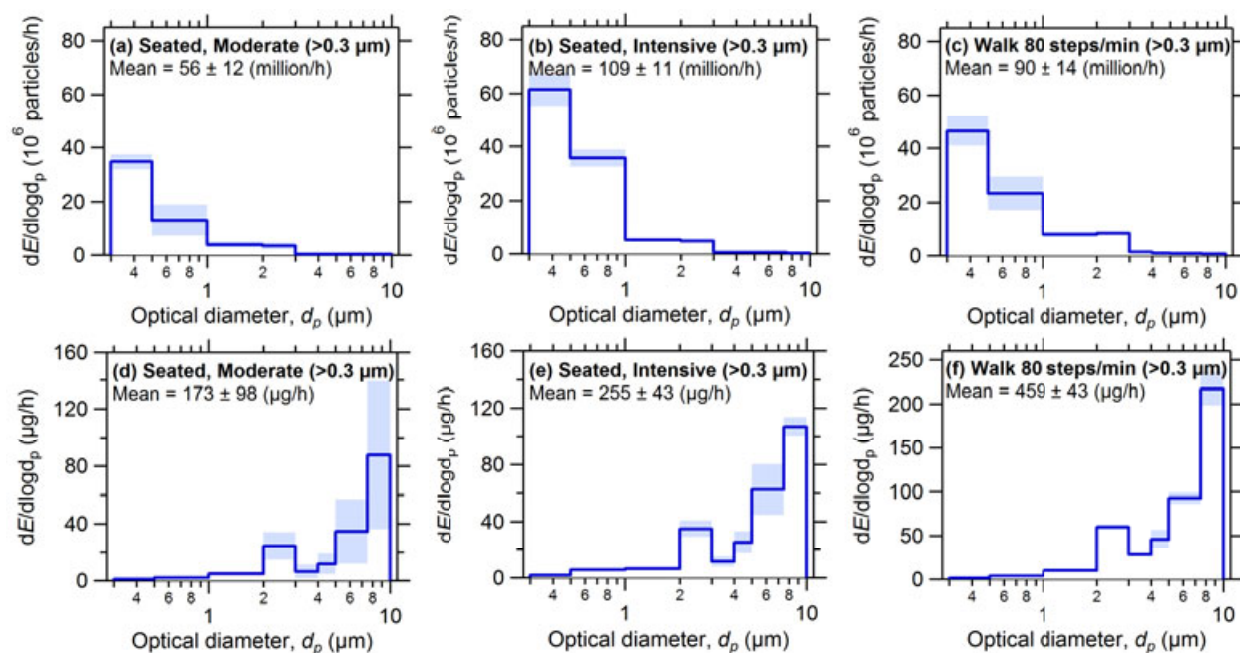 (a) Seated, Moderate (>0.3 µm)
Mean = 56 ± 12 (million/h)
dE/dlogdp (10⁶ particles/h)
80
60
40
20
0
4 6 8 2 4 6 8
1 10
Optical diameter, dp (µm)
(b) Seated, Intensive (>0.3 µm)
Mean = 109 ± 11 (million/h)
dE/dlogdp (10⁶ particles/h)
80
60
40
20
0
4 6 8 2 4 6 8
1 10
Optical diameter, dp (µm)
(c) Walk 80 steps/min (>0.3 µm)
Mean = 90 ± 14 (million/h)
dE/dlogdp (10⁶ particles/h)
80
60
40
20
0
4 6 8 2 4 6 8
1 10
Optical diameter, dp (µm)
(d) Seated, Moderate (>0.3 µm)
Mean = 173 ± 98 (µg/h)
dE/dlogdp (µg/h)
160
120
80
40
0
4 6 8 2 4 6 8
1 10
Optical diameter, dp (µm)
(e) Seated, Intensive (>0.3 µm)
Mean = 255 ± 43 (µg/h)
dE/dlogdp (µg/h)
160
120
80
40
0
4 6 8 2 4 6 8
1 10
Optical diameter, dp (µm)
(f) Walk 80 steps/min (>0.3 µm)
Mean = 459 ± 43 (µg/h)
dE/dlogdp (µg/h)
250
200
150
100
50
0
4 6 8 2 4 6 8
1 10
Optical diameter, dp (µm)